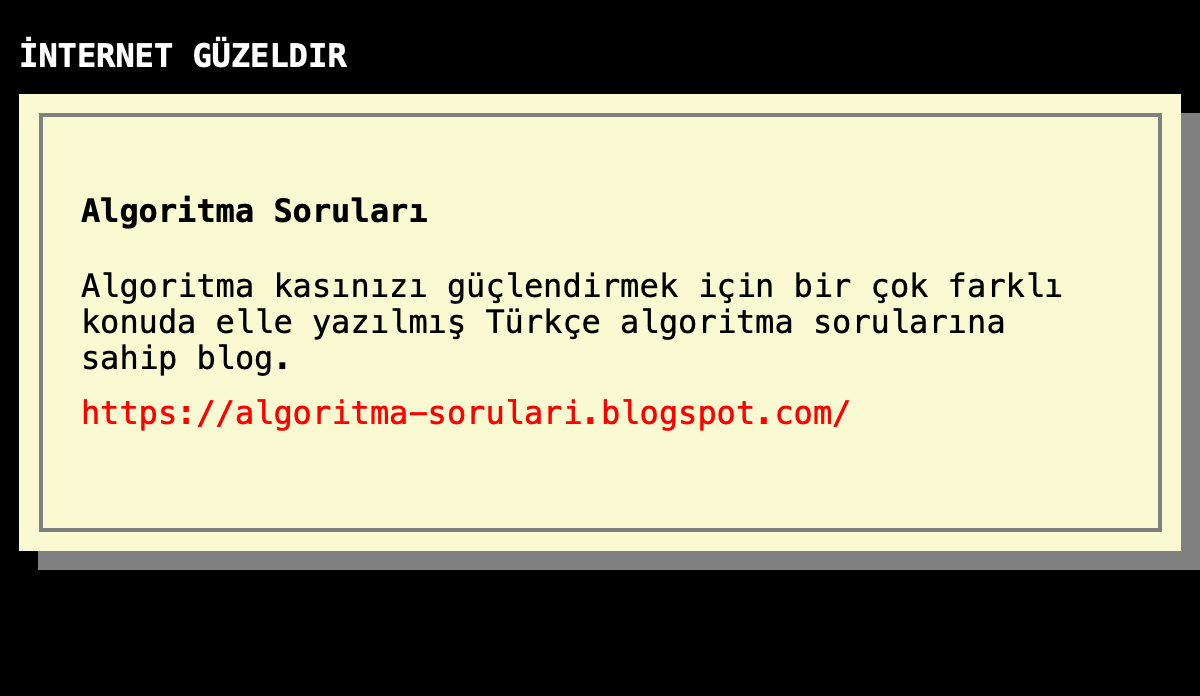 İNTERNET GÜZELDIR
Algoritma Soruları
Algoritma kasınızı güçlendirmek için bir çok farklı
konuda elle yazılmış Türkçe algoritma sorularına
sahip blog.
https://algoritma-sorulari.blogspot.com/